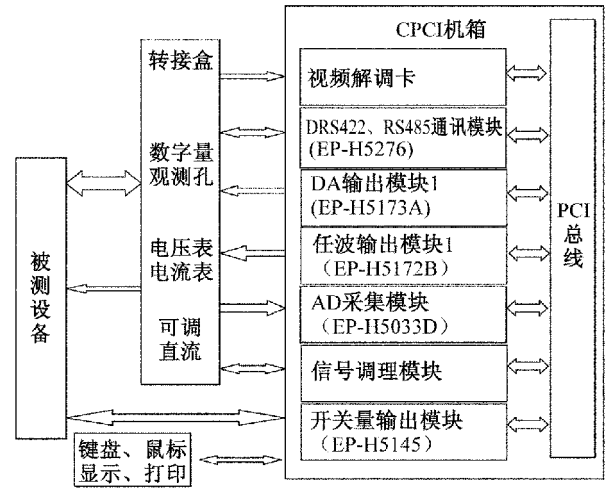 CPCI机箱
转接盒
数字量
观测孔
电压表
电流表
可调
直流
被测设备
视频解调卡
DRS422、RS485通讯模块
(EP-H5276)
DA输出模块1
(EP-H5173A)
任波输出模块1
（EP-H5172B）
AD采集模块
（EP-H5033D）
信号调理模块
开关量输出模块
（EP-H5145）
PCI
总线
键盘、鼠标
显示、打印